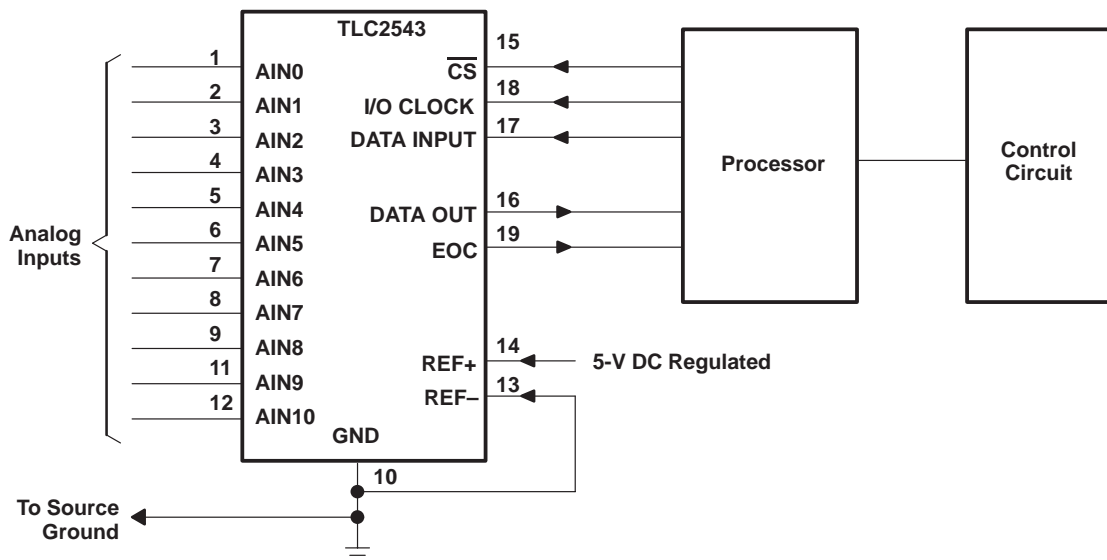 TLC2543
Analog
Inputs
1 AIN0
2 AIN1
3 AIN2
4 AIN3
5 AIN4
6 AIN5
7 AIN6
8 AIN7
9 AIN8
11 AIN9
12 AIN10
C̅S̅ 15
I/O CLOCK 18
DATA INPUT 17
DATA OUT 16
EOC 19
REF+ 14
5-V DC Regulated
REF– 13
GND
10
To Source
Ground
Processor
Control
Circuit